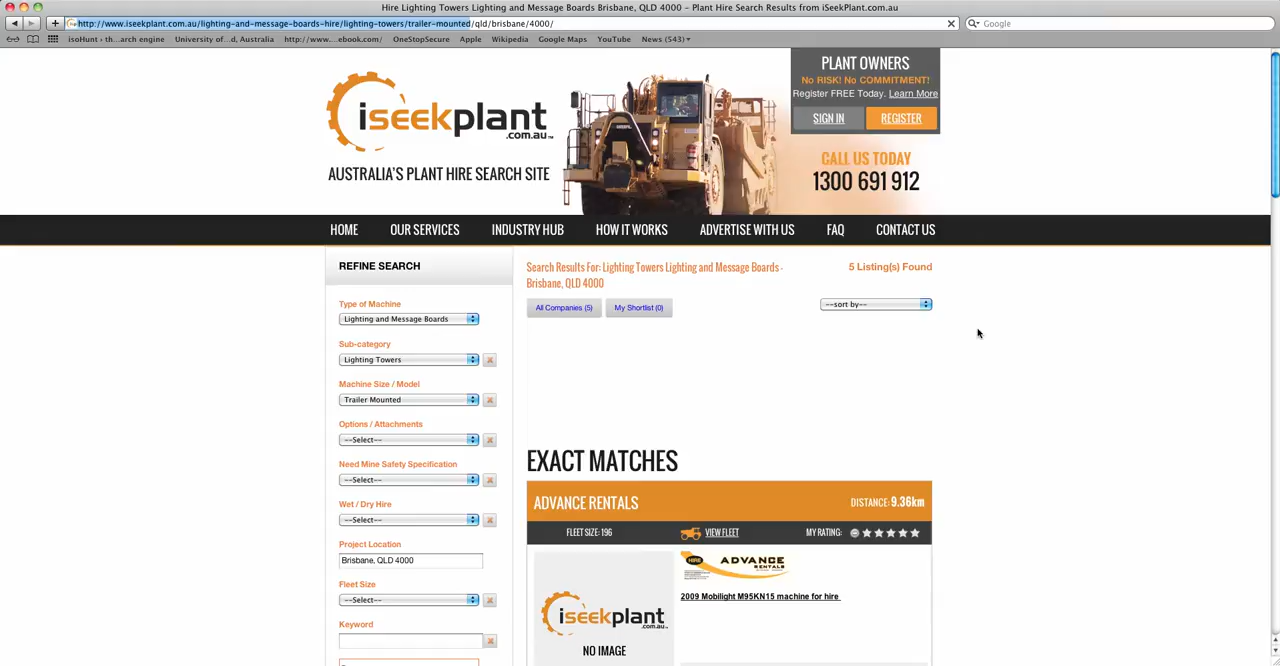 Hire Lighting Towers Lighting and Message Boards Brisbane, QLD 4000 – Plant Hire Search Results from iSeekPlant.com.au
http://www.iseekplant.com.au/lighting-and-message-boards-hire/lighting-towers/trailer-mounted/qld/brisbane/4000/
Google
isoHunt › th...arch engine University of...d, Australia http://www....ebook.com/ OneStopSecure Apple Wikipedia Google Maps YouTube News (543)
PLANT OWNERS
No RISK! No COMMITMENT!
Register FREE Today. Learn More
SIGN IN REGISTER
iseekplant
.com.au
AUSTRALIA'S PLANT HIRE SEARCH SITE
CALL US TODAY
1300 691 912
HOME OUR SERVICES INDUSTRY HUB HOW IT WORKS ADVERTISE WITH US FAQ CONTACT US
REFINE SEARCH
Type of Machine
Lighting and Message Boards
Sub-category
Lighting Towers
Machine Size / Model
Trailer Mounted
Options / Attachments
--Select--
Need Mine Safety Specification
--Select--
Wet / Dry Hire
--Select--
Project Location
Brisbane, QLD 4000
Fleet Size
--Select--
Keyword
Search Results For: Lighting Towers Lighting and Message Boards -
Brisbane, QLD 4000
5 Listing(s) Found
All Companies (5) My Shortlist (0)
--sort by--
EXACT MATCHES
ADVANCE RENTALS DISTANCE: 9.36km
FLEET SIZE: 196 VIEW FLEET MY RATING:
HIRE ADVANCE
RENTALS
2009 Mobilight M95KN15 machine for hire
iseekplant
.com.au
NO IMAGE